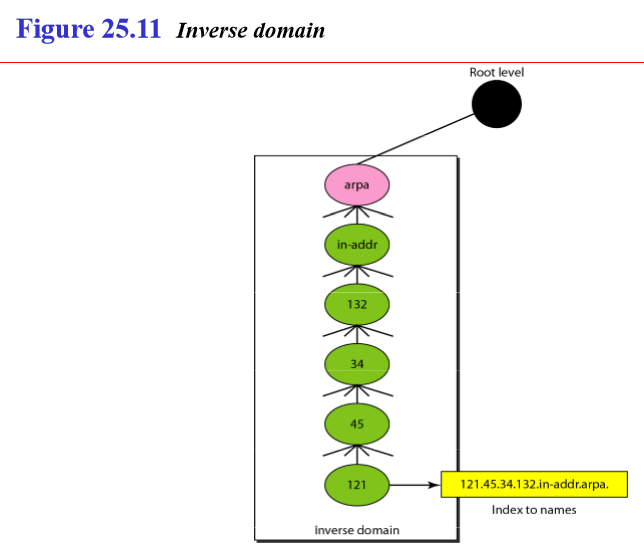 Figure 25.11 Inverse domain
Root level
arpa
in-addr
132
34
45
121
121.45.34.132.in-addr.arpa.
Index to names
Inverse domain